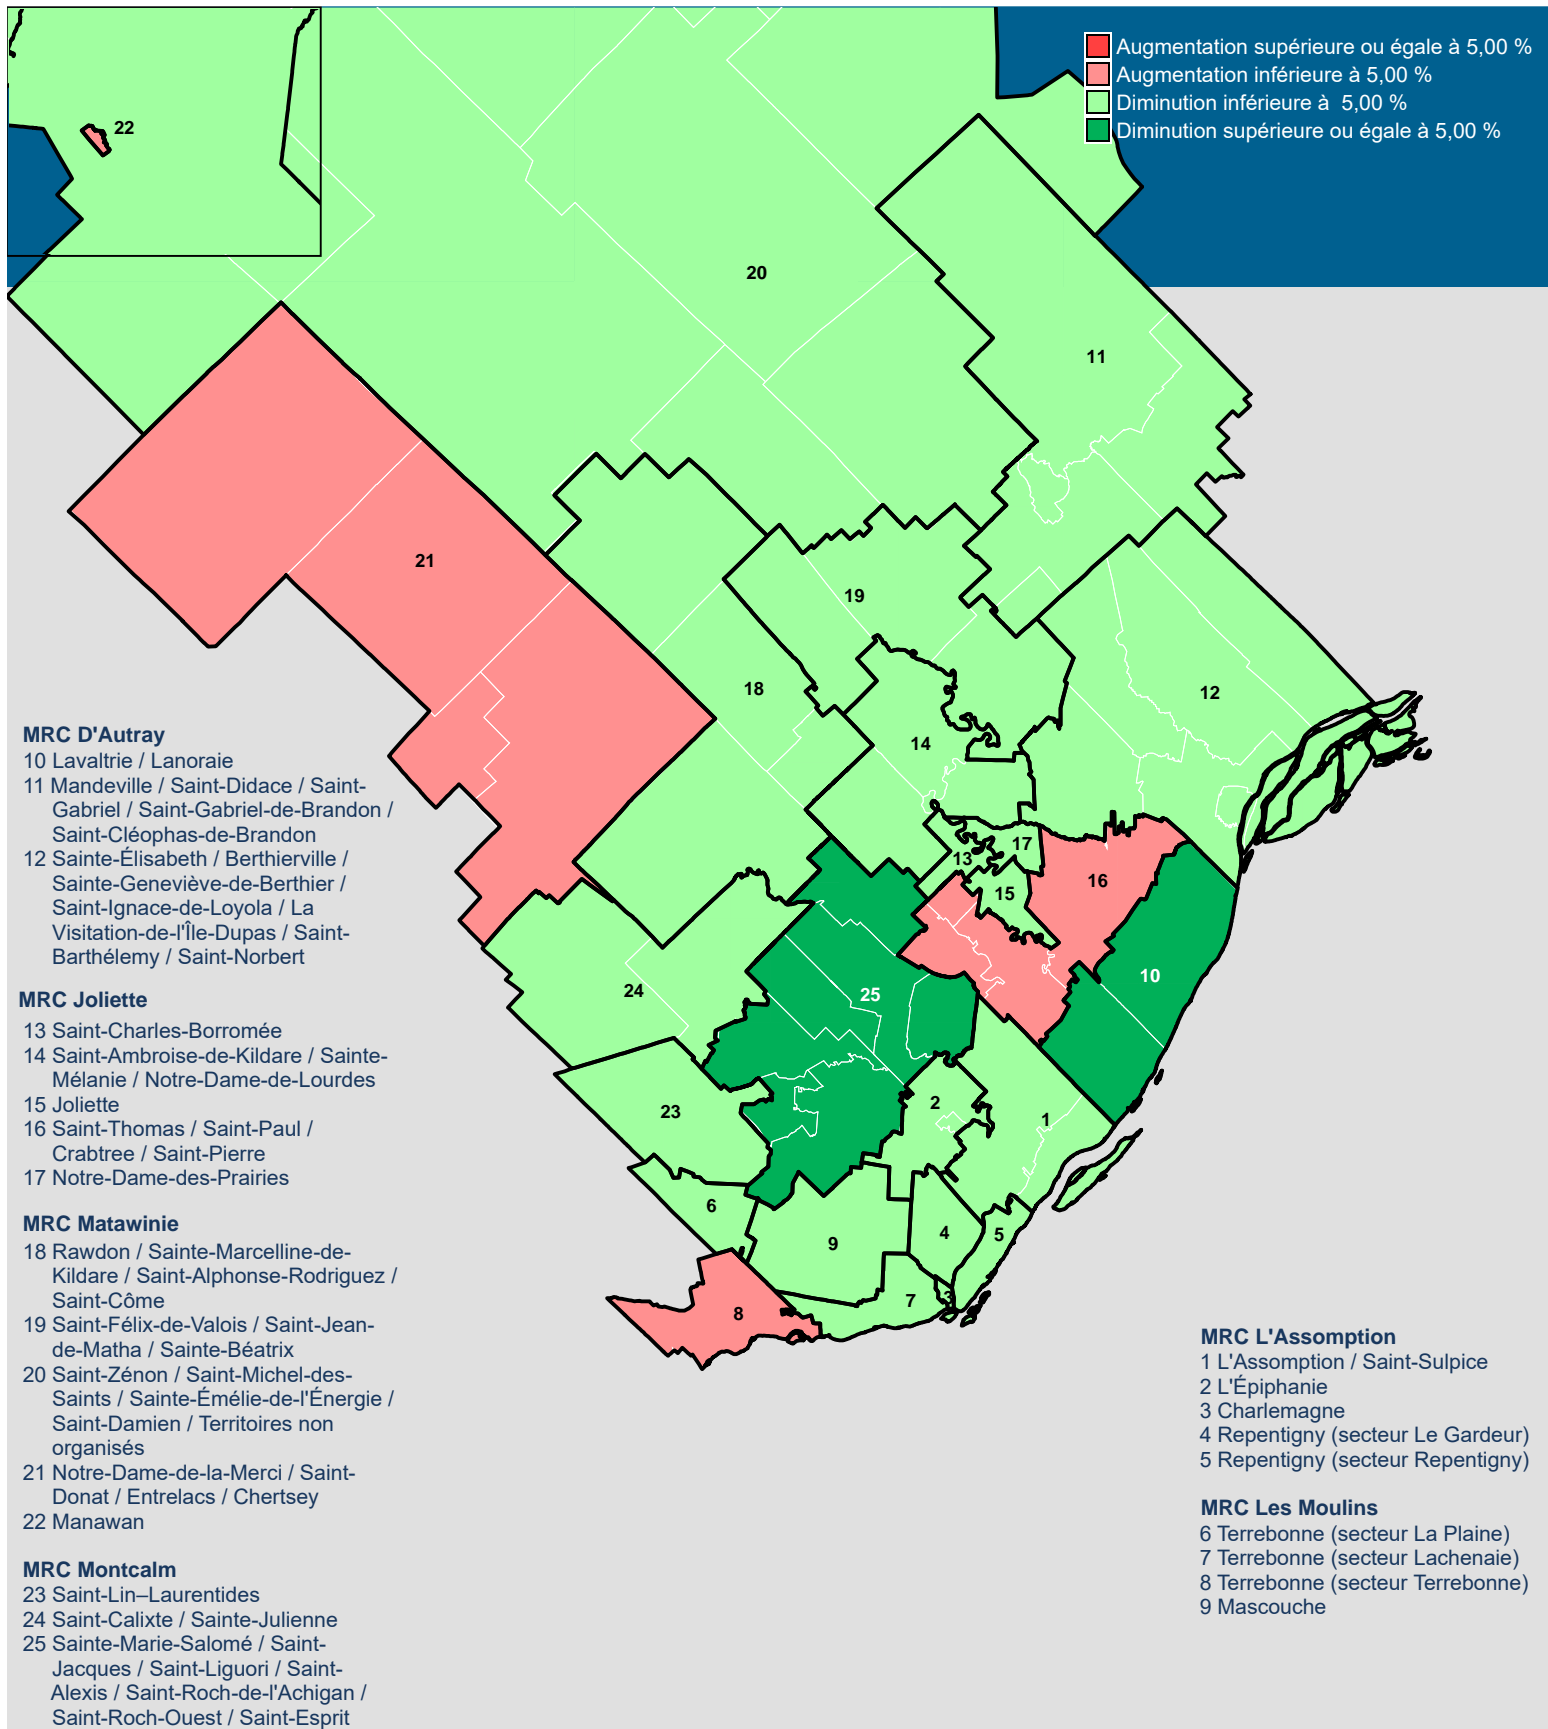 Augmentation supérieure ou égale à 5,00 %
Augmentation inférieure à 5,00 %
Diminution inférieure à  5,00 %
Diminution supérieure ou égale à 5,00 %
22
20
11
21
19
18
12
14
17
13
16
15
10
25
24
2
1
23
6
4
5
9
7
3
8
MRC D'Autray
10 Lavaltrie / Lanoraie
11 Mandeville / Saint-Didace / Saint-
Gabriel / Saint-Gabriel-de-Brandon /
Saint-Cléophas-de-Brandon
12 Sainte-Élisabeth / Berthierville /
Sainte-Geneviève-de-Berthier /
Saint-Ignace-de-Loyola / La
Visitation-de-l'Île-Dupas / Saint-
Barthélemy / Saint-Norbert
MRC Joliette
13 Saint-Charles-Borromée
14 Saint-Ambroise-de-Kildare / Sainte-
Mélanie / Notre-Dame-de-Lourdes
15 Joliette
16 Saint-Thomas / Saint-Paul /
Crabtree / Saint-Pierre
17 Notre-Dame-des-Prairies
MRC Matawinie
18 Rawdon / Sainte-Marcelline-de-
Kildare / Saint-Alphonse-Rodriguez /
Saint-Côme
19 Saint-Félix-de-Valois / Saint-Jean-
de-Matha / Sainte-Béatrix
20 Saint-Zénon / Saint-Michel-des-
Saints / Sainte-Émélie-de-l'Énergie /
Saint-Damien / Territoires non
organisés
21 Notre-Dame-de-la-Merci / Saint-
Donat / Entrelacs / Chertsey
22 Manawan
MRC Montcalm
23 Saint-Lin–Laurentides
24 Saint-Calixte / Sainte-Julienne
25 Sainte-Marie-Salomé / Saint-
Jacques / Saint-Liguori / Saint-
Alexis / Saint-Roch-de-l'Achigan /
Saint-Roch-Ouest / Saint-Esprit
MRC L'Assomption
1 L'Assomption / Saint-Sulpice
2 L'Épiphanie
3 Charlemagne
4 Repentigny (secteur Le Gardeur)
5 Repentigny (secteur Repentigny)
MRC Les Moulins
6 Terrebonne (secteur La Plaine)
7 Terrebonne (secteur Lachenaie)
8 Terrebonne (secteur Terrebonne)
9 Mascouche